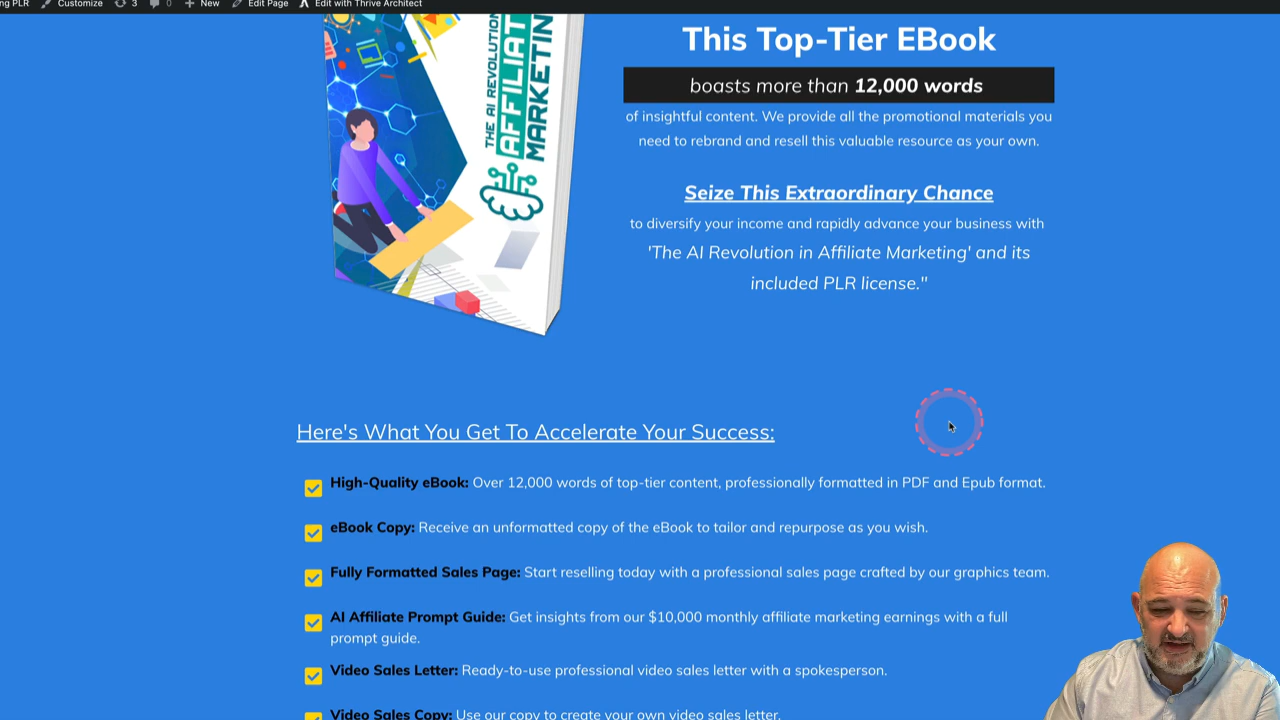 ng PLR Customize 3 0 New Edit Page Edit with Thrive Architect
THE AI REVOLUTION
AFFILIAT
MARKETIN
This Top-Tier EBook
boasts more than 12,000 words
of insightful content. We provide all the promotional materials you
need to rebrand and resell this valuable resource as your own.
Seize This Extraordinary Chance
to diversify your income and rapidly advance your business with
'The AI Revolution in Affiliate Marketing' and its
included PLR license."
Here's What You Get To Accelerate Your Success:
High-Quality eBook: Over 12,000 words of top-tier content, professionally formatted in PDF and Epub format.
eBook Copy: Receive an unformatted copy of the eBook to tailor and repurpose as you wish.
Fully Formatted Sales Page: Start reselling today with a professional sales page crafted by our graphics team.
AI Affiliate Prompt Guide: Get insights from our $10,000 monthly affiliate marketing earnings with a full
prompt guide.
Video Sales Letter: Ready-to-use professional video sales letter with a spokesperson.
Video Sales Copy: Use our copy to create your own video sales letter.